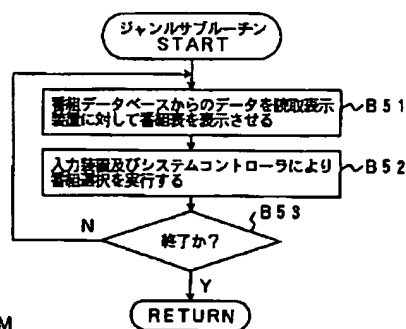 ジャンルサブルーチン
START
番組データベースからのデータを読取表示
装置に対して番組表を表示させる
B51
入力装置及びシステムコントローラにより
番組選択を実行する
B52
B53
終了か?
N
Y
RETURN
M